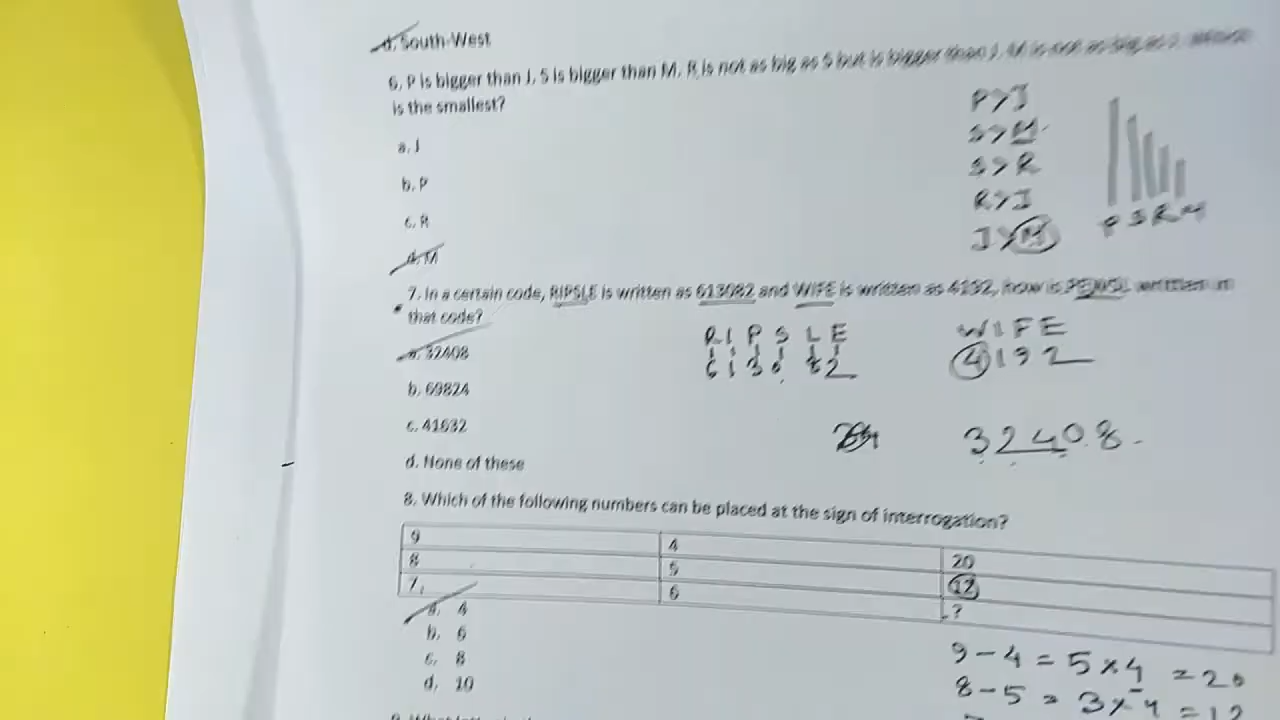 d. South-West
6. P is bigger than J, S is bigger than M. R is not as big as S but is bigger than J. M is not as big as J.
is the smallest?
P>J
S>M
a. J
S>R
b. P
R>J
P S R M
c. R
J>M
d. M
7. In a certain code, RIPSLE is written as 613082 and WIFE is written as 4192, how is PEWSL written in
that code?
R I P S L E
W I F E
a. 32408
6 1 3 0 8 2
4 1 9 2
b. 69824
c. 41632
3 2 4 0 8
d. None of these
8. Which of the following numbers can be placed at the sign of interrogation?
9 4 20
8 5 12
7 6 ?
a. 4
b. 6
c. 8
d. 10
9 - 4 = 5 × 4 = 20
8 - 5 = 3 × 4 = 12